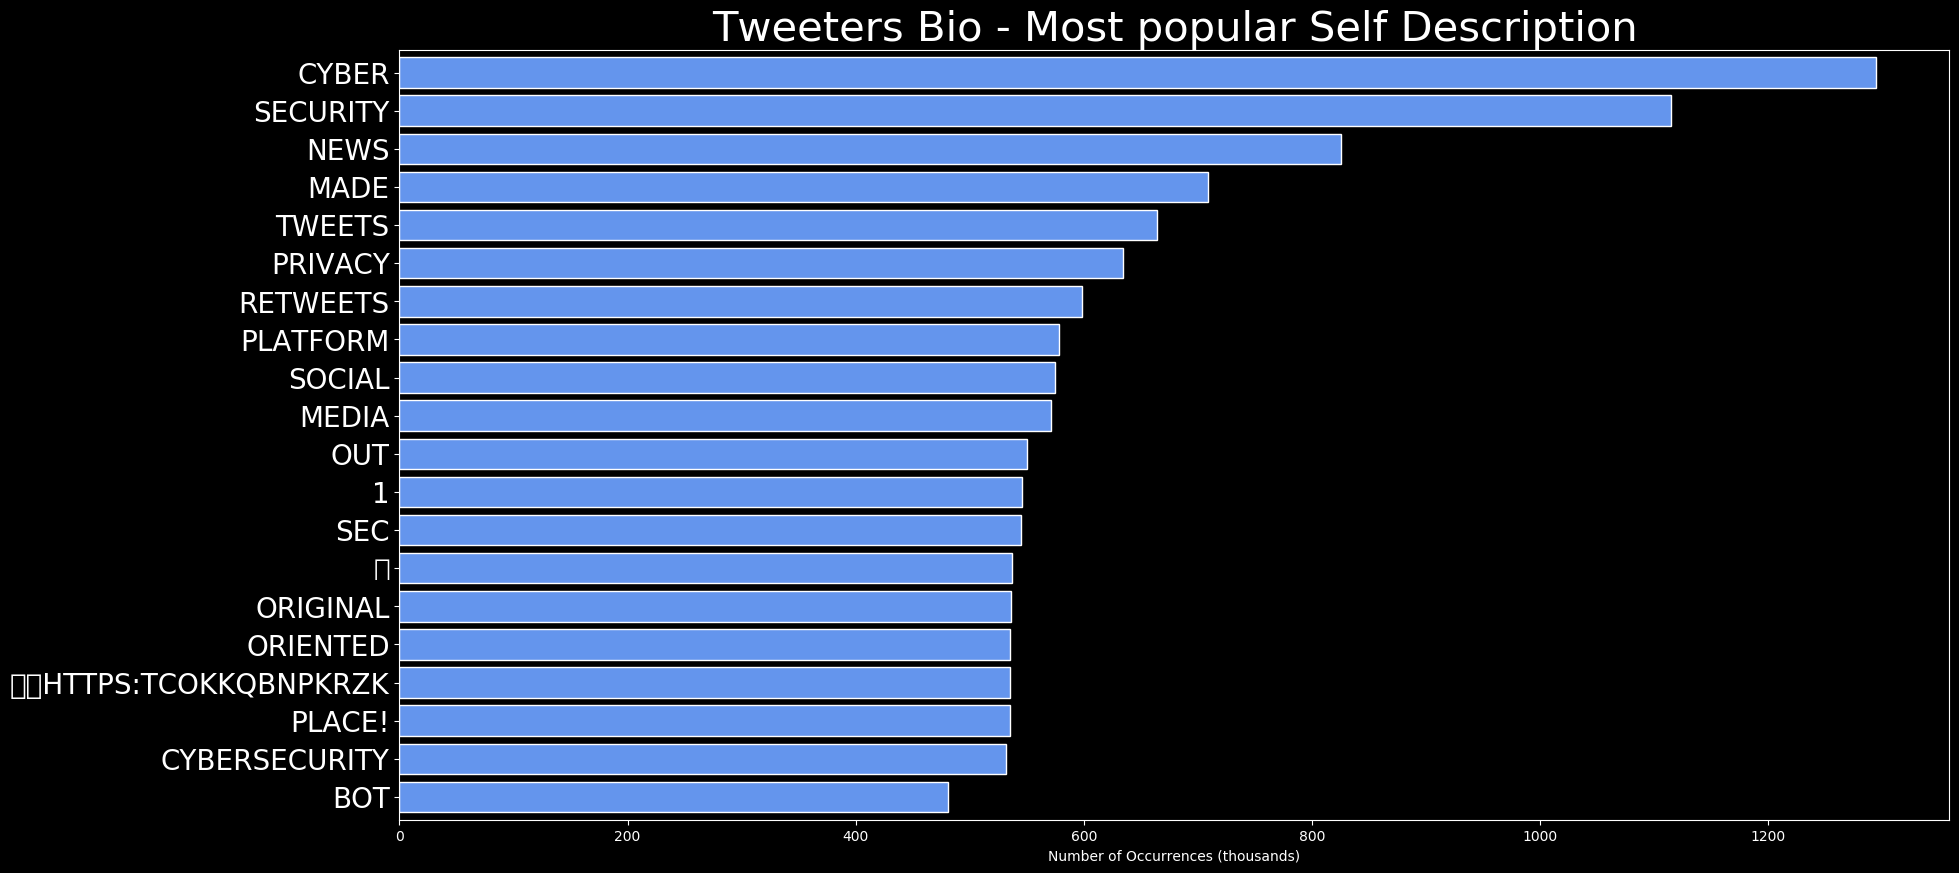 Tweeters Bio - Most popular Self Description
CYBER
SECURITY
NEWS
MADE
TWEETS
PRIVACY
RETWEETS
PLATFORM
SOCIAL
MEDIA
OUT
1
SEC
ORIGINAL
ORIENTED
HTTPS:TCOKKQBNPKRZK
PLACE!
CYBERSECURITY
BOT
0 200 400 600 800 1000 1200
Number of Occurrences (thousands)